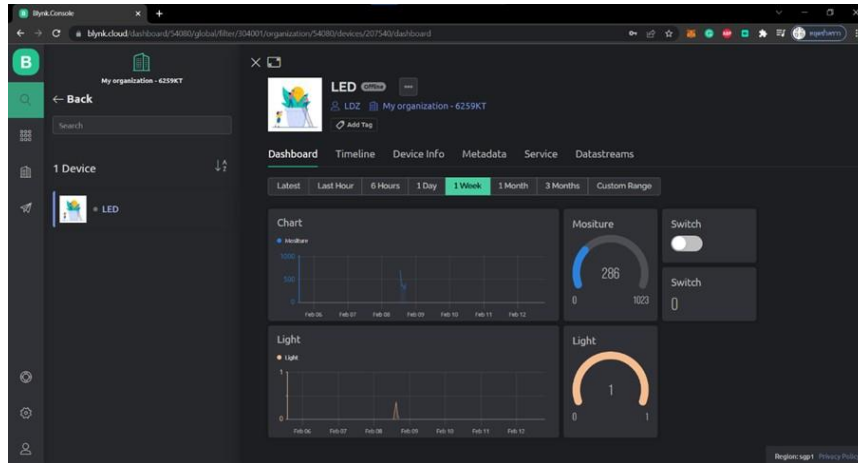 Blynk.Console
blynk.cloud/dashboard/54080/global/filter/304001/organization/54080/devices/207540/dashboard
B
My organization - 6259KT
← Back
Search
1 Device
LED
LED Offline
LDZ My organization - 6259KT
Add Tag
Dashboard Timeline Device Info Metadata Service Datastreams
Latest Last Hour 6 Hours 1 Day 1 Week 1 Month 3 Months Custom Range
Chart
Mositure
1000
500
0
Feb 06 Feb 07 Feb 08 Feb 09 Feb 10 Feb 11 Feb 12
Mositure
286
0 1023
Switch
Switch
0
Light
Light
1
0
Feb 06 Feb 07 Feb 08 Feb 09 Feb 10 Feb 11 Feb 12
Light
1
0 1
Region: sgp1 Privacy Policy